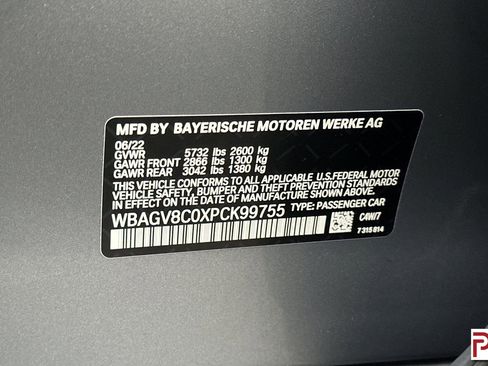 MFD BY BAYERISCHE MOTOREN WERKE AG
06/22
GVWR 5732 lbs 2600 kg
GAWR FRONT 2866 lbs 1300 kg
GAWR REAR 3042 lbs 1380 kg
THIS VEHICLE CONFORMS TO ALL APPLICABLE U.S.FEDERAL MOTOR
VEHICLE SAFETY, BUMPER, AND THEFT PREVENTION STANDARDS
IN EFFECT ON THE DATE OF MANUFACTURE SHOWN ABOVE.
WBAGV8C0XPCK99755 TYPE: PASSENGER CAR
C4W/7
7 315 814
P